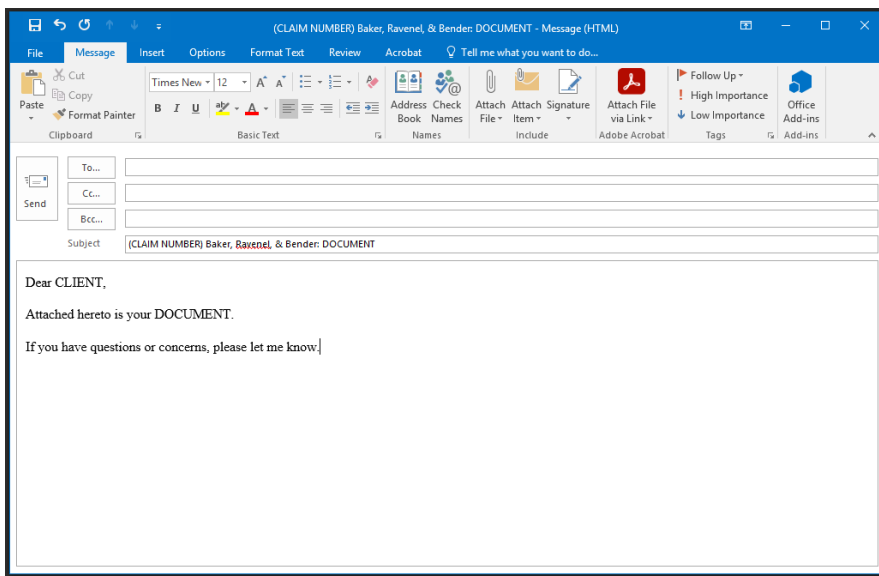 (CLAIM NUMBER) Baker, Ravenel, & Bender: DOCUMENT - Message (HTML)
File Message Insert Options Format Text Review Acrobat Tell me what you want to do...
Cut
Copy
Format Painter
Paste
Clipboard
Times New 12
B I U
Basic Text
Address Book
Check Names
Names
Attach File
Attach Item
Signature
Include
Attach File via Link
Adobe Acrobat
Follow Up
High Importance
Low Importance
Tags
Office Add-ins
Add-ins
Send
To...
Cc...
Bcc...
Subject (CLAIM NUMBER) Baker, Ravenel, & Bender: DOCUMENT
Dear CLIENT,
Attached hereto is your DOCUMENT.
If you have questions or concerns, please let me know.